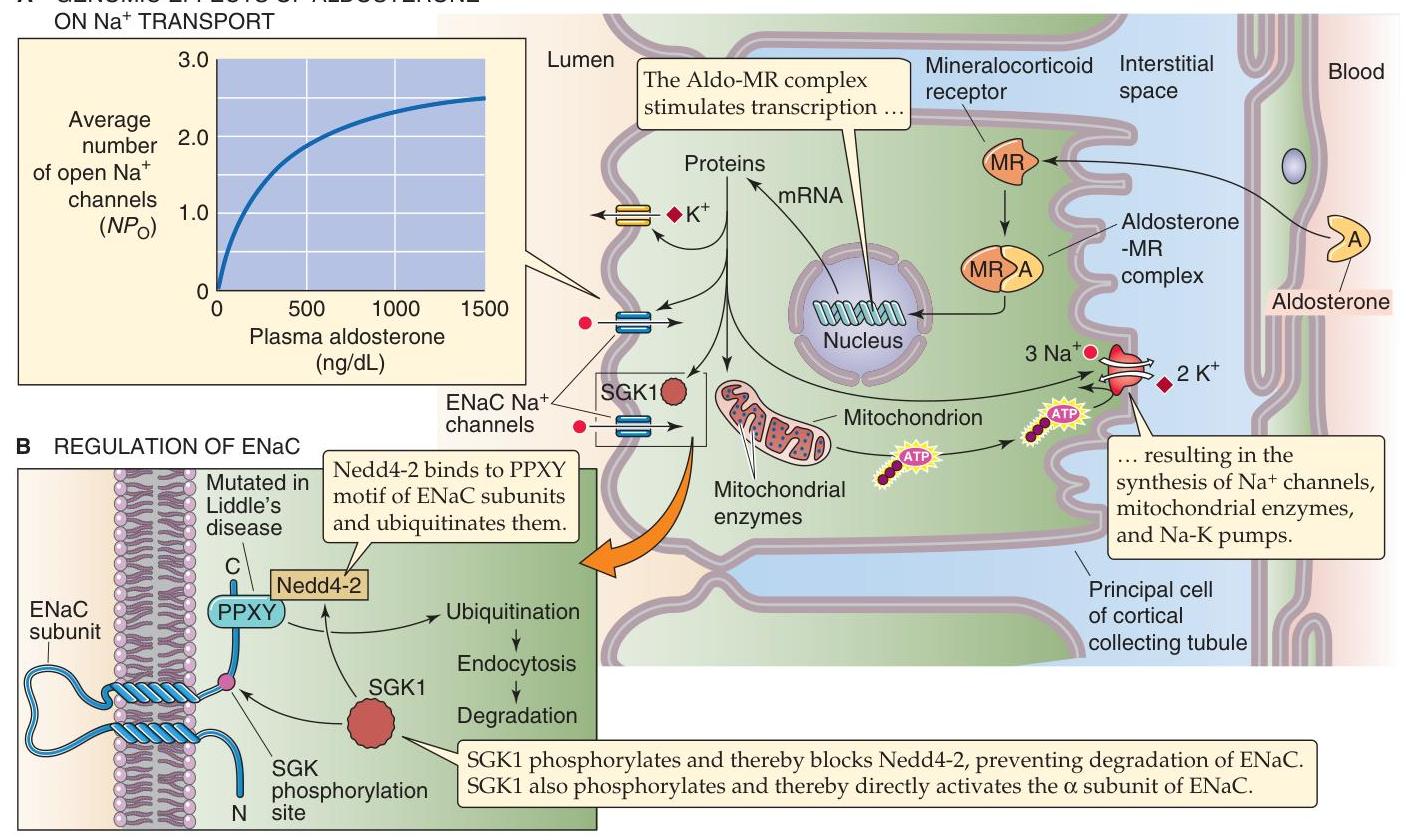 A GENOMIC EFFECTS OF ALDOSTERONE
ON Na⁺ TRANSPORT
3.0
2.0
1.0
0
Average
number
of open Na⁺
channels
(NP_O)
0 500 1000 1500
Plasma aldosterone
(ng/dL)
Lumen
The Aldo-MR complex
stimulates transcription …
Mineralocorticoid
receptor
Interstitial
space
Blood
Proteins
mRNA
MR
K⁺
Aldosterone
-MR
complex
MR A
A
Aldosterone
Nucleus
3 Na⁺
2 K⁺
SGK1
ENaC Na⁺
channels
Mitochondrion
ATP
ATP
Mitochondrial
enzymes
… resulting in the
synthesis of Na⁺ channels,
mitochondrial enzymes,
and Na-K pumps.
Principal cell
of cortical
collecting tubule
B REGULATION OF ENaC
Mutated in
Liddle's
disease
Nedd4-2 binds to PPXY
motif of ENaC subunits
and ubiquitinates them.
C
Nedd4-2
PPXY
ENaC
subunit
Ubiquitination
Endocytosis
Degradation
SGK1
SGK
phosphorylation
site
N
SGK1 phosphorylates and thereby blocks Nedd4-2, preventing degradation of ENaC.
SGK1 also phosphorylates and thereby directly activates the α subunit of ENaC.